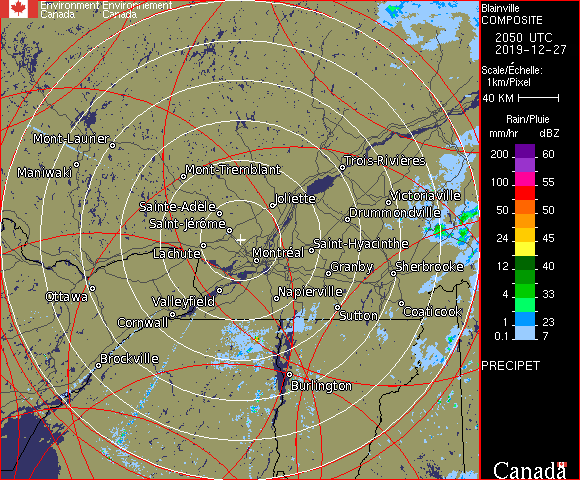 Environment Environnement
Canada Canada
Blainville
COMPOSITE
2050 UTC
2019-12-27
Scale/Échelle:
1km/Pixel
40 KM
Rain/Pluie
mm/hr dBZ
200 60
100 55
50 50
24 45
12 40
4 33
1 23
0.1 7
PRECIPET
Canada
Mont-Laurier
Maniwaki
Mont-Tremblant
Trois-Rivières
Joliette
Victoriaville
Sainte-Adèle
Drummondville
Saint-Jérôme
Saint-Hyacinthe
Lachute
Montréal
Granby
Sherbrooke
Ottawa
Valleyfield
Napierville
Coaticook
Cornwall
Sutton
Brockville
Burlington